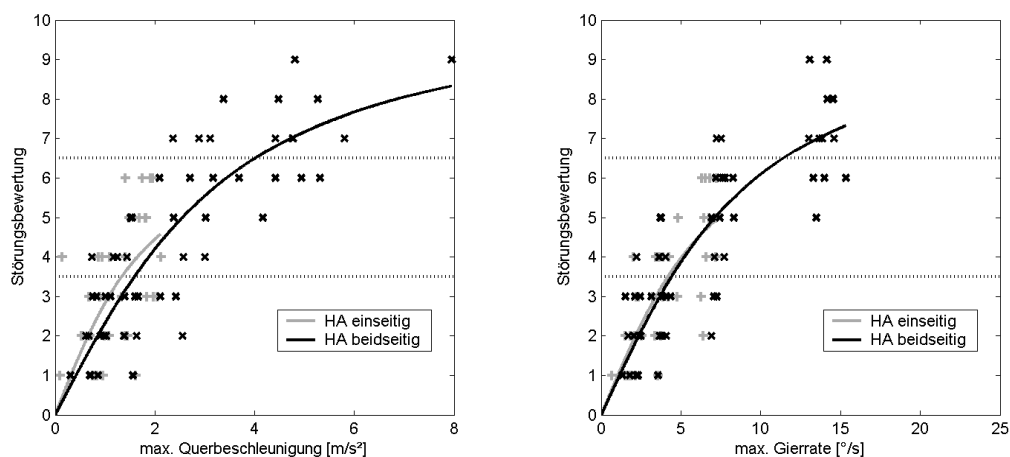 10
9
8
7
6
5
4
3
2
1
0
Störungsbewertung
HA einseitig
HA beidseitig
0 2 4 6 8
max. Querbeschleunigung [m/s²]
10
9
8
7
6
5
4
3
2
1
0
Störungsbewertung
HA einseitig
HA beidseitig
0 5 10 15 20 25
max. Gierrate [°/s]